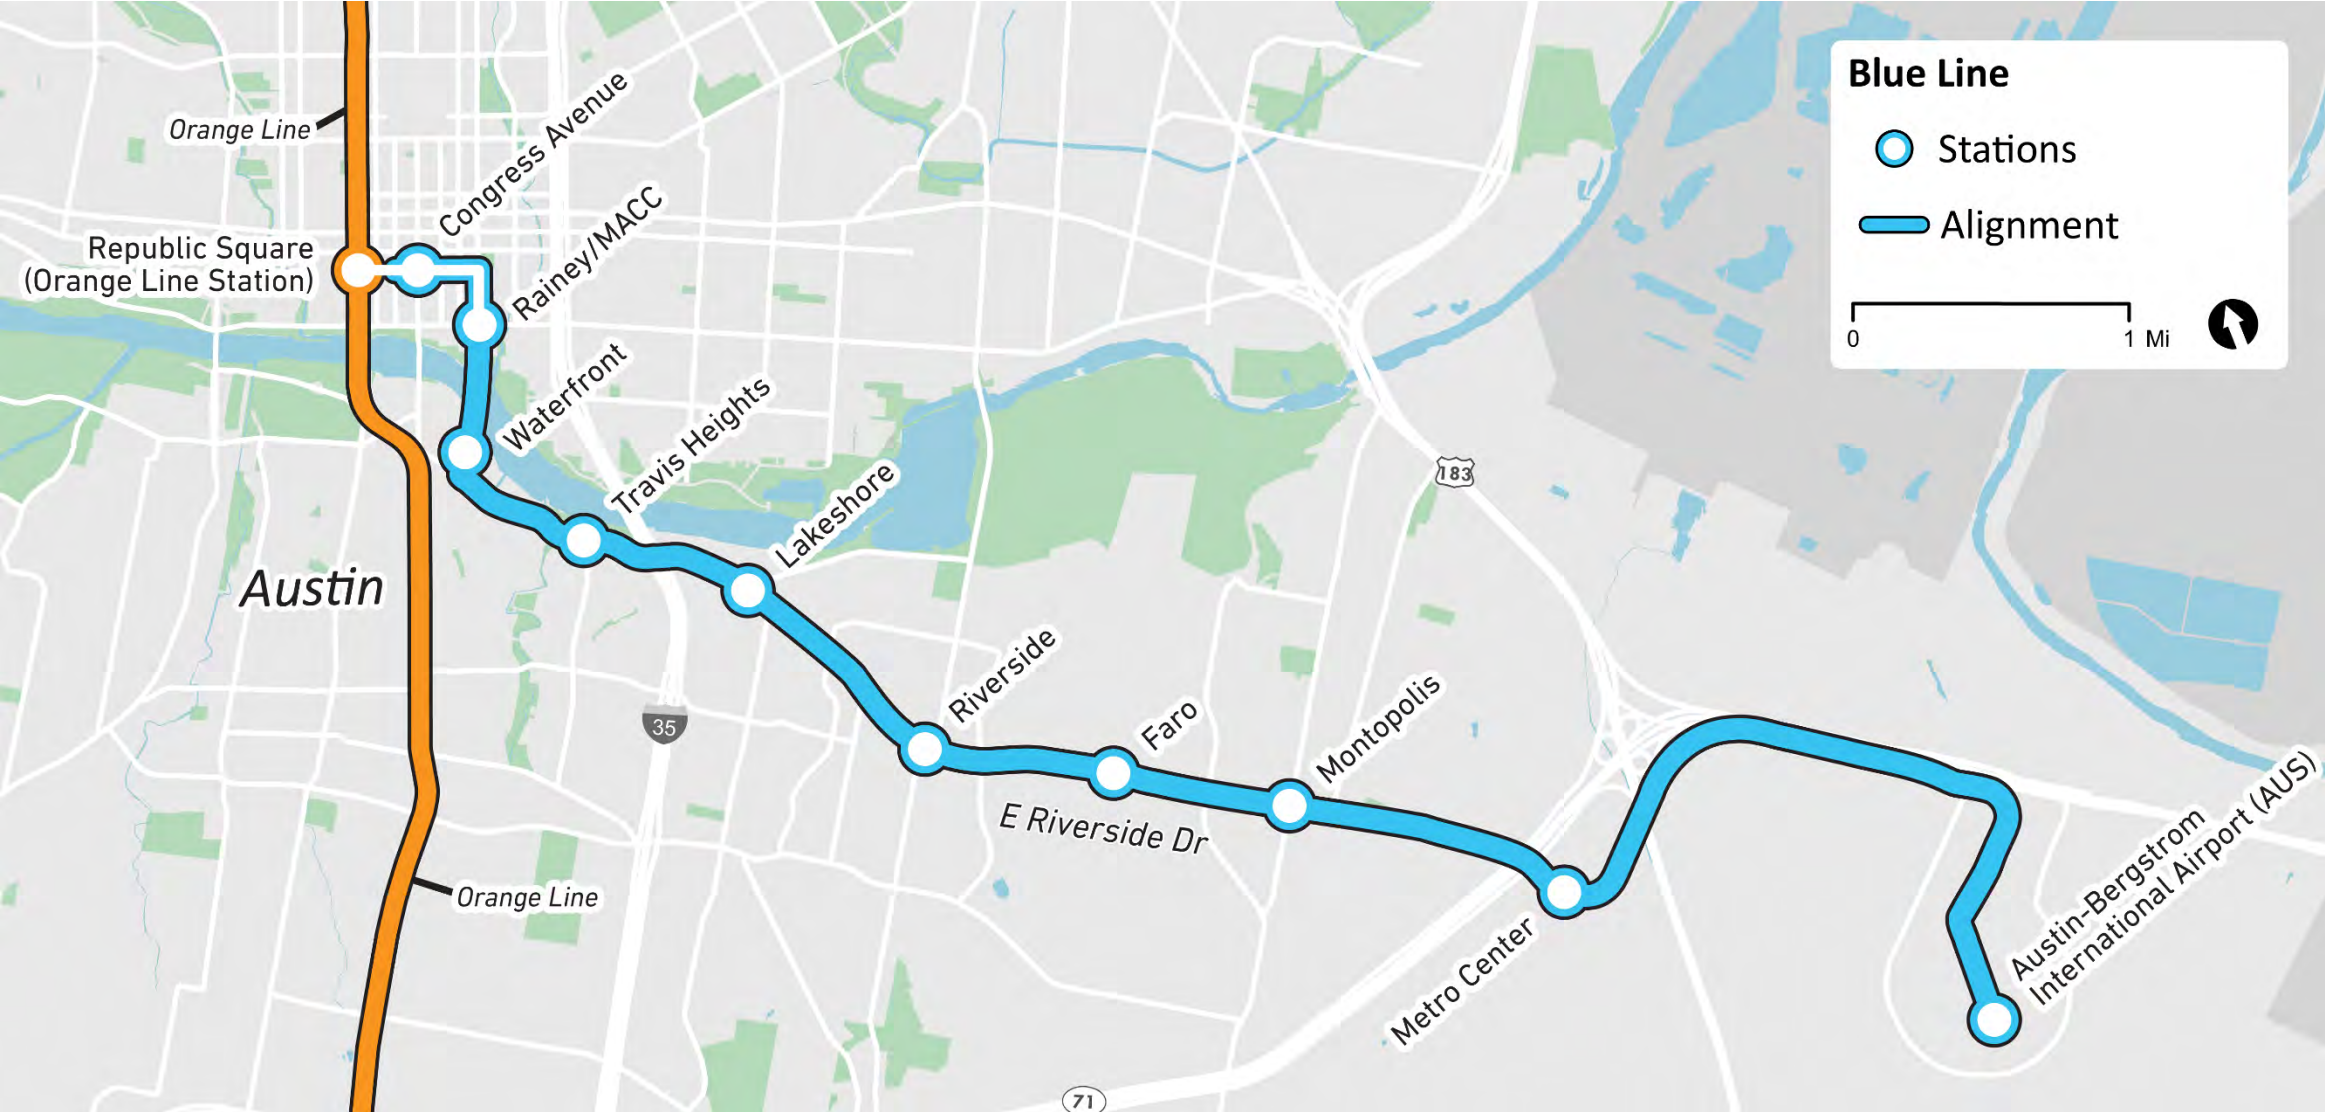 Blue Line
Stations
Alignment
0
1 Mi
Orange Line
Congress Avenue
Rainey/MACC
Republic Square
(Orange Line Station)
Waterfront
Travis Heights
Lakeshore
183
Austin
Riverside
Faro
Montopolis
35
E Riverside Dr
Orange Line
Metro Center
Austin-Bergstrom
International Airport (AUS)
71